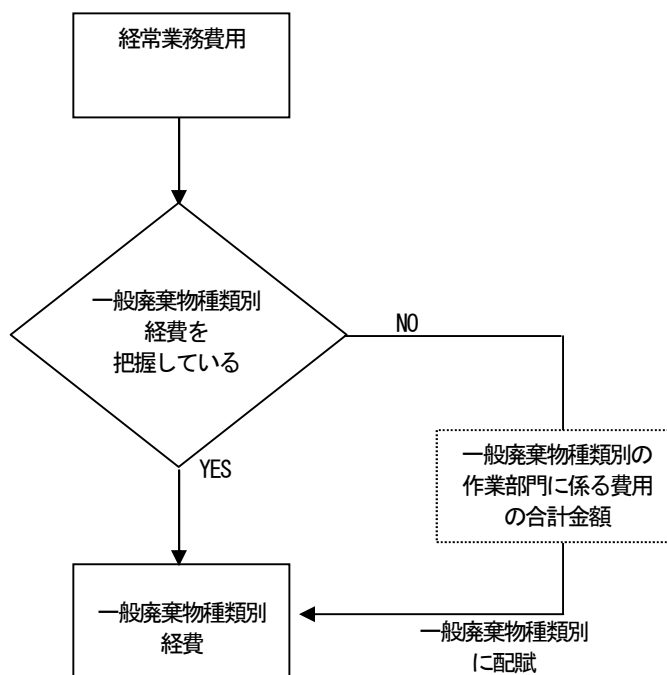 経常業務費用
一般廃棄物種類別
経費を
把握している
NO
YES
一般廃棄物種類別の
作業部門に係る費用
の合計金額
一般廃棄物種類別
経費
一般廃棄物種類別
に配賦